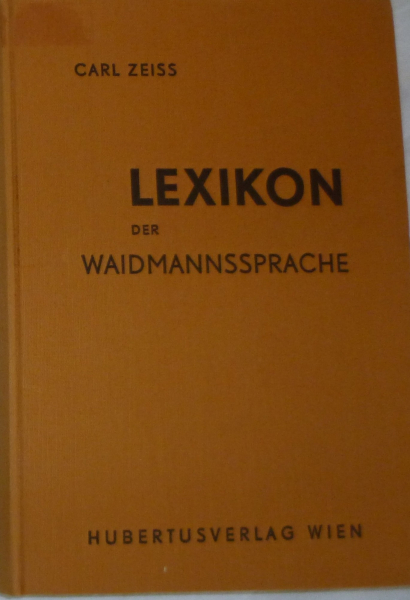 CARL ZEISS
LEXIKON
DER
WAIDMANNSSPRACHE
HUBERTUSVERLAG WIEN